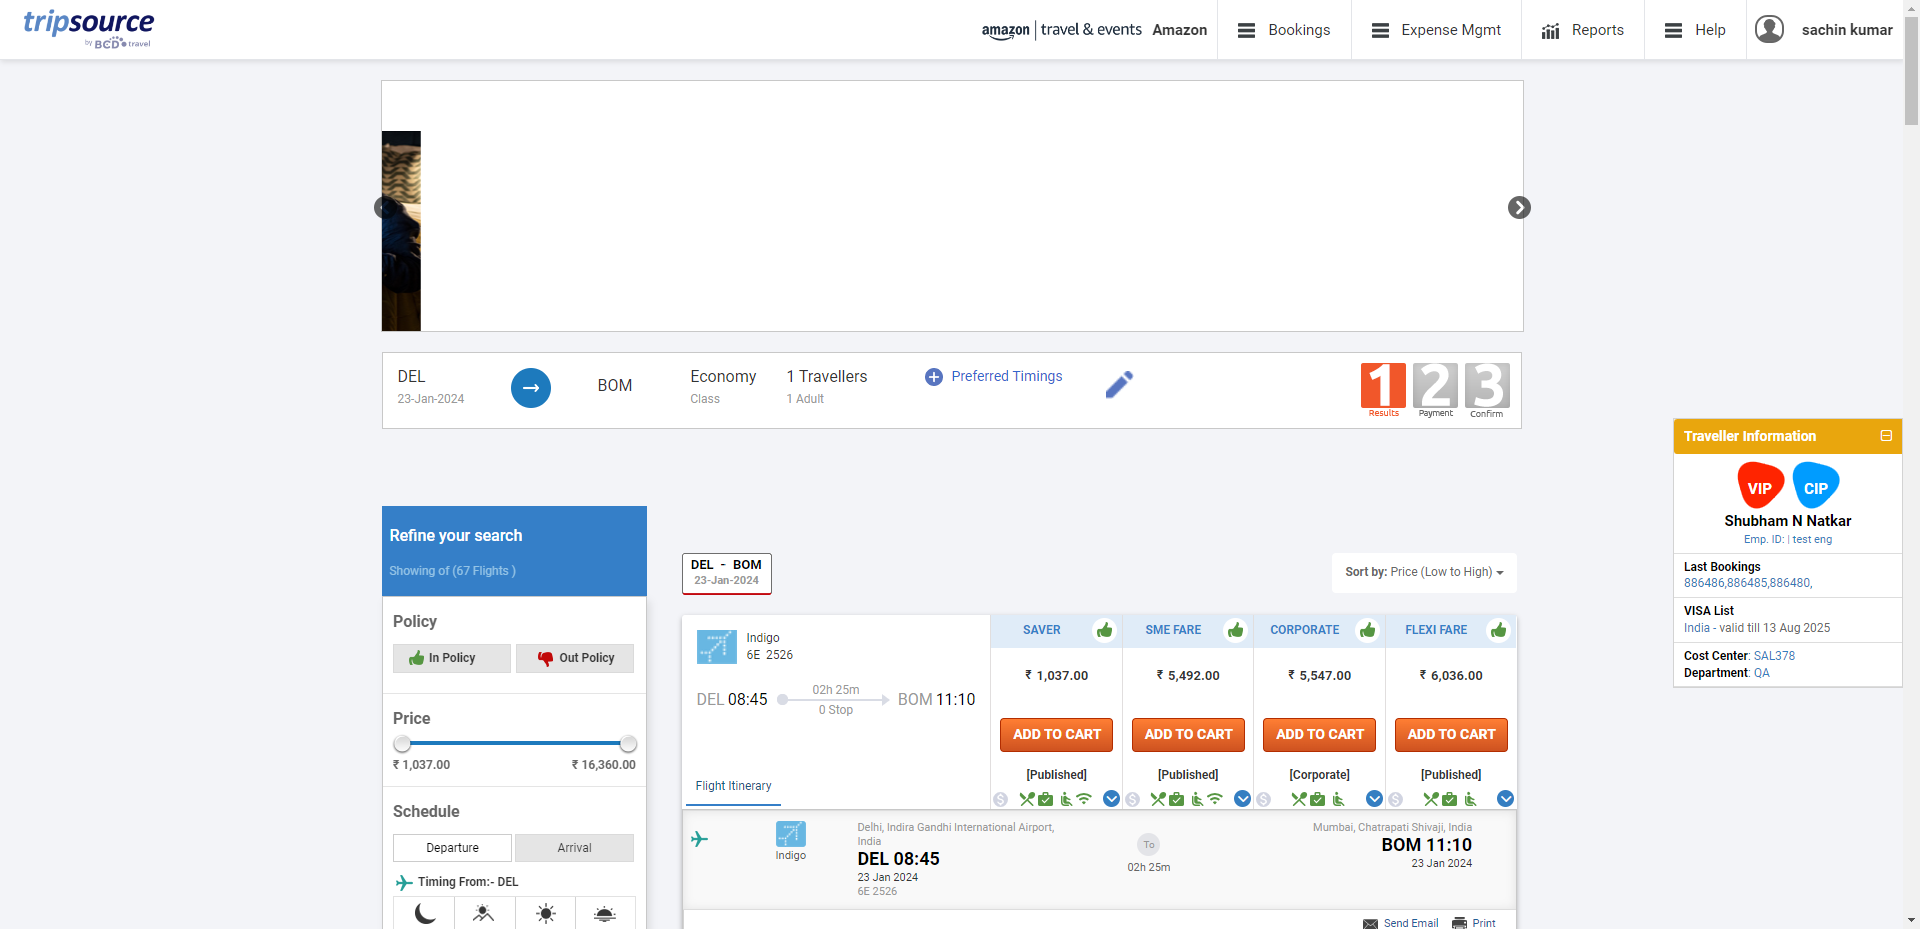 tripsource
by BCD travel
amazon travel & events Amazon
Bookings
Expense Mgmt
Reports
Help
sachin kumar
DEL
23-Jan-2024
BOM
Economy
Class
1 Travellers
1 Adult
Preferred Timings
1 2 3
Results Payment Confirm
Traveller Information
VIP CIP
Shubham N Natkar
Emp. ID: | test eng
Last Bookings
886486,886485,886480,
VISA List
India - valid till 13 Aug 2025
Cost Center: SAL378
Department: QA
Refine your search
Showing of (67 Flights )
Policy
In Policy
Out Policy
Price
₹ 1,037.00 ₹ 16,360.00
Schedule
Departure Arrival
Timing From:- DEL
DEL - BOM
23-Jan-2024
Sort by: Price (Low to High)
Indigo
6E 2526
DEL 08:45
02h 25m
0 Stop
BOM 11:10
Flight Itinerary
SAVER SME FARE CORPORATE FLEXI FARE
₹ 1,037.00 ₹ 5,492.00 ₹ 5,547.00 ₹ 6,036.00
ADD TO CART ADD TO CART ADD TO CART ADD TO CART
[Published] [Published] [Corporate] [Published]
Indigo
Delhi, Indira Gandhi International Airport,
India
DEL 08:45
23 Jan 2024
6E 2526
To
02h 25m
Mumbai, Chatrapati Shivaji, India
BOM 11:10
23 Jan 2024
Send Email Print